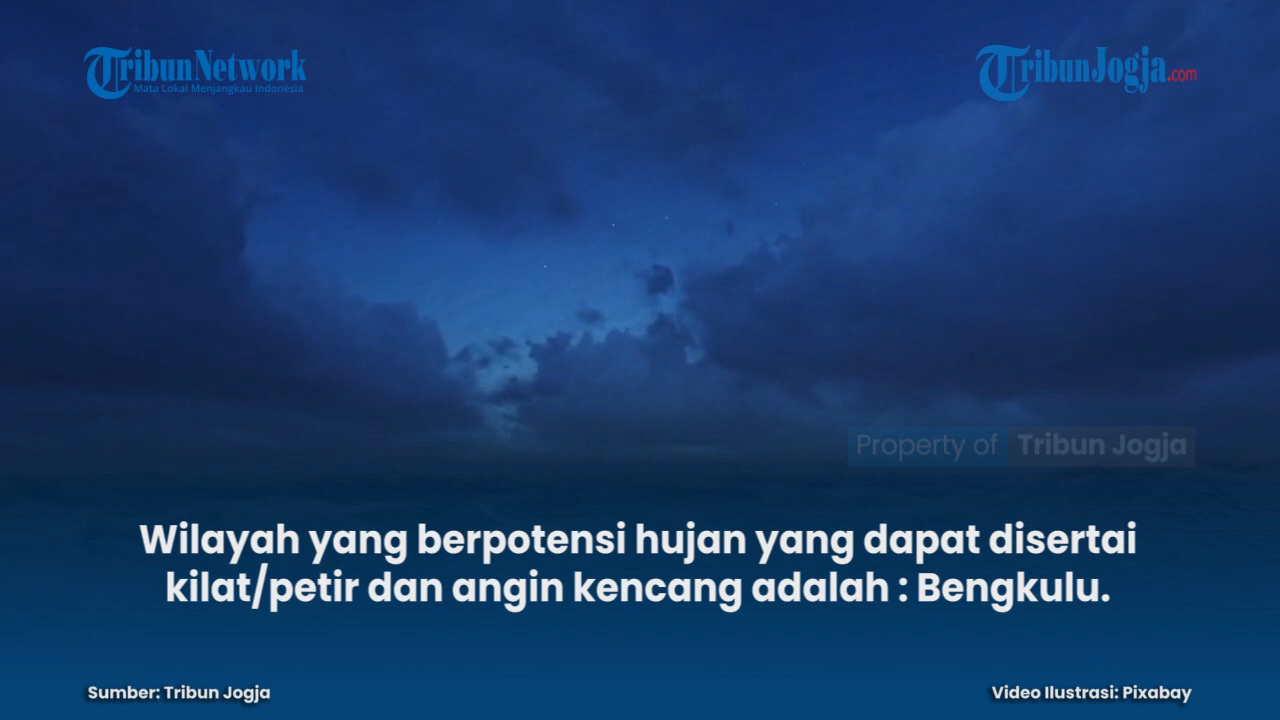 TribunNetwork
Mata Lokal Menjangkau Indonesia
TribunJogja.com
Property of Tribun Jogja
Wilayah yang berpotensi hujan yang dapat disertai
kilat/petir dan angin kencang adalah : Bengkulu.
Sumber: Tribun Jogja
Video Ilustrasi: Pixabay